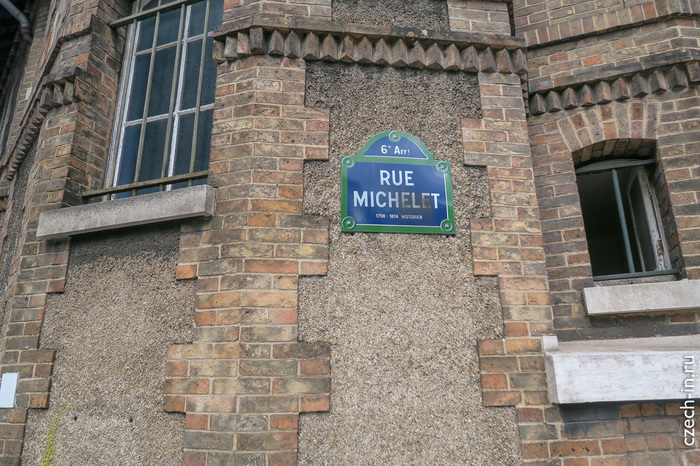 6e Arrt
RUE
MICHELET
1798 - 1874 HISTORIEN
czech-in.ru